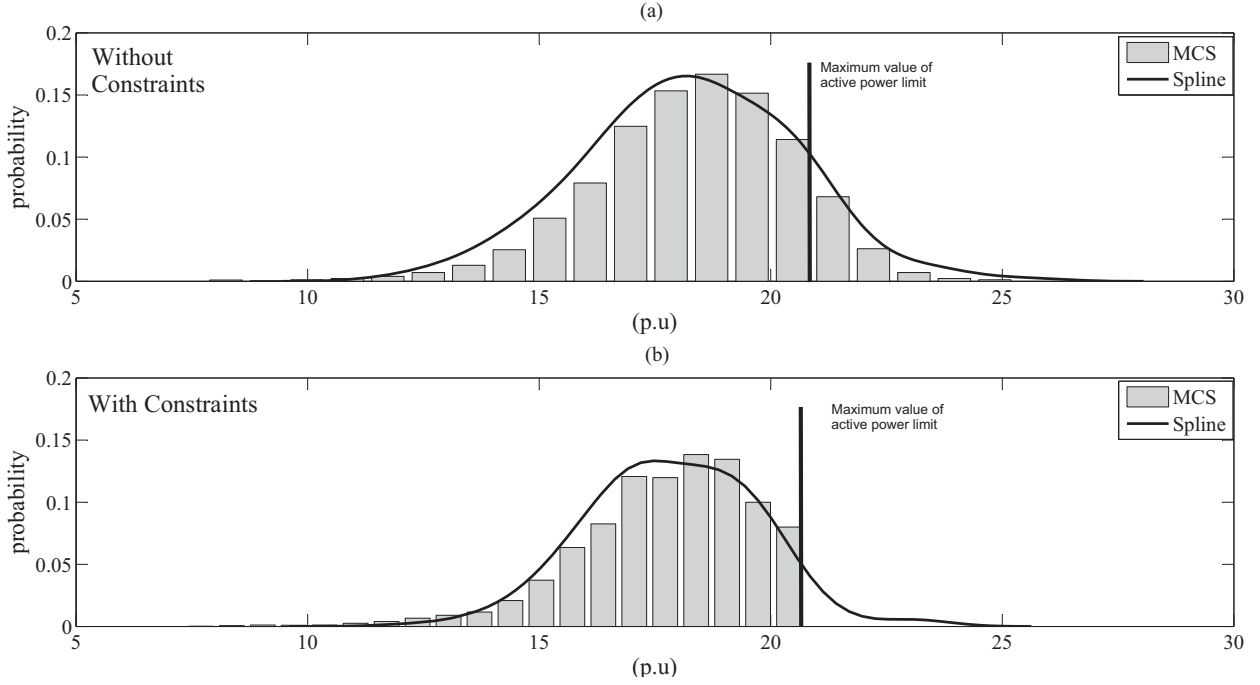 (a)
0.2
0.15
0.1
0.05
0
probability
Without
Constraints
MCS
Spline
Maximum value of
active power limit
5 10 15 20 25 30
(p.u)
(b)
0.2
0.15
0.1
0.05
0
probability
With Constraints
MCS
Spline
Maximum value of
active power limit
5 10 15 20 25 30
(p.u)